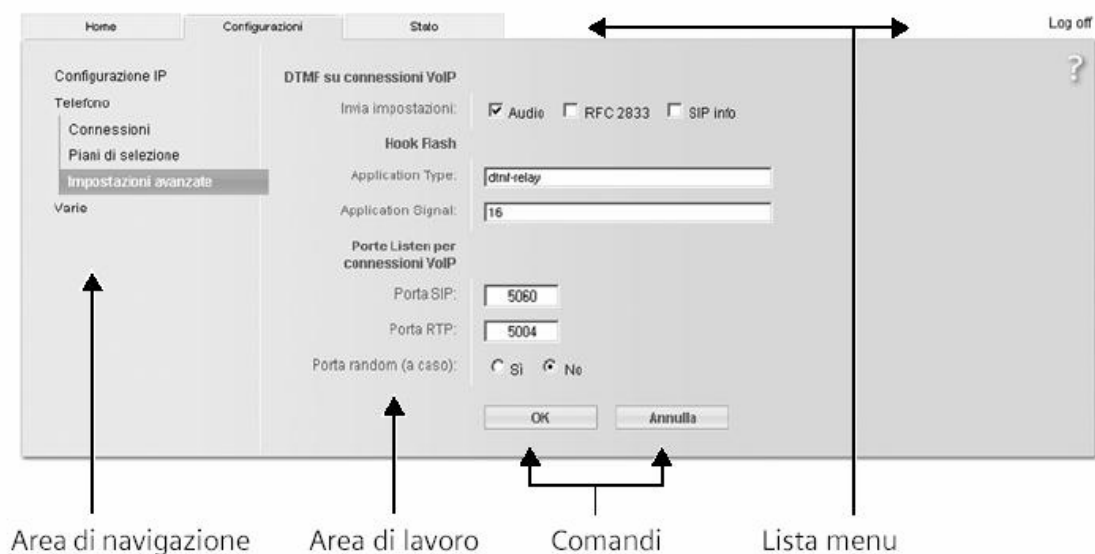 Home Configurazioni Stato Log off
?
Configurazione IP
Telefono
Connessioni
Piani di selezione
Impostazioni avanzate
Varie
DTMF su connessioni VoIP
Invia impostazioni: Audio RFC 2833 SIP info
Hook Flash
Application Type: dtmf-relay
Application Signal: 16
Porte Listen per
connessioni VoIP
Porta SIP: 5060
Porta RTP: 5004
Porta random (a caso): Sì No
OK Annulla
Area di navigazione Area di lavoro Comandi Lista menu